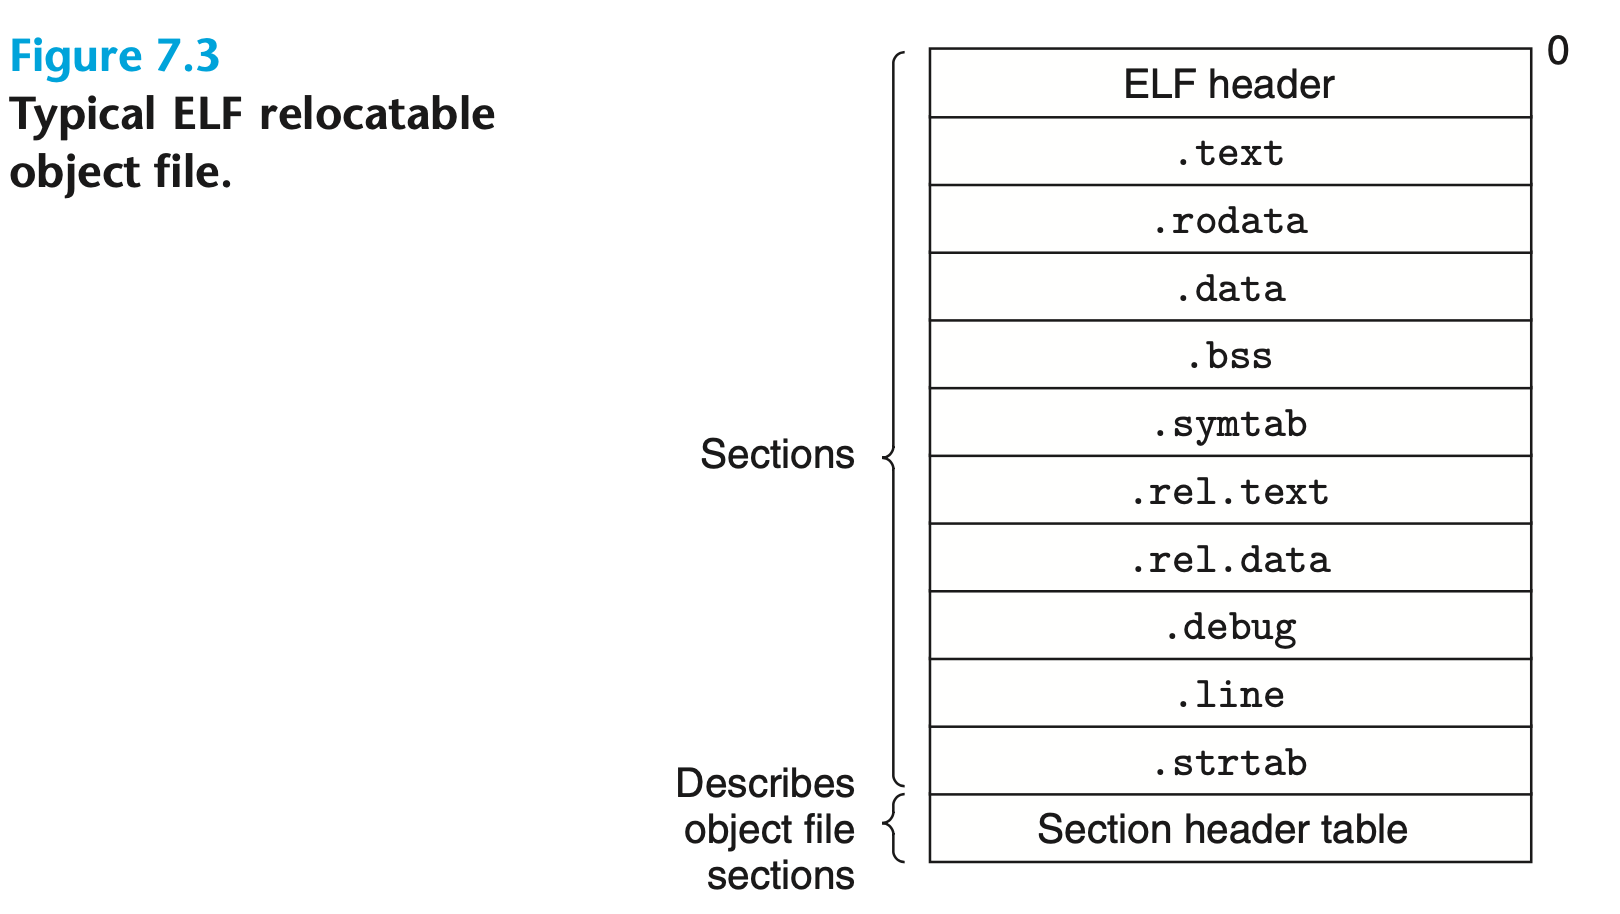 Figure 7.3
Typical ELF relocatable
object file.
0
ELF header
.text
.rodata
.data
.bss
.symtab
.rel.text
.rel.data
.debug
.line
.strtab
Section header table
Sections
Describes
object file
sections